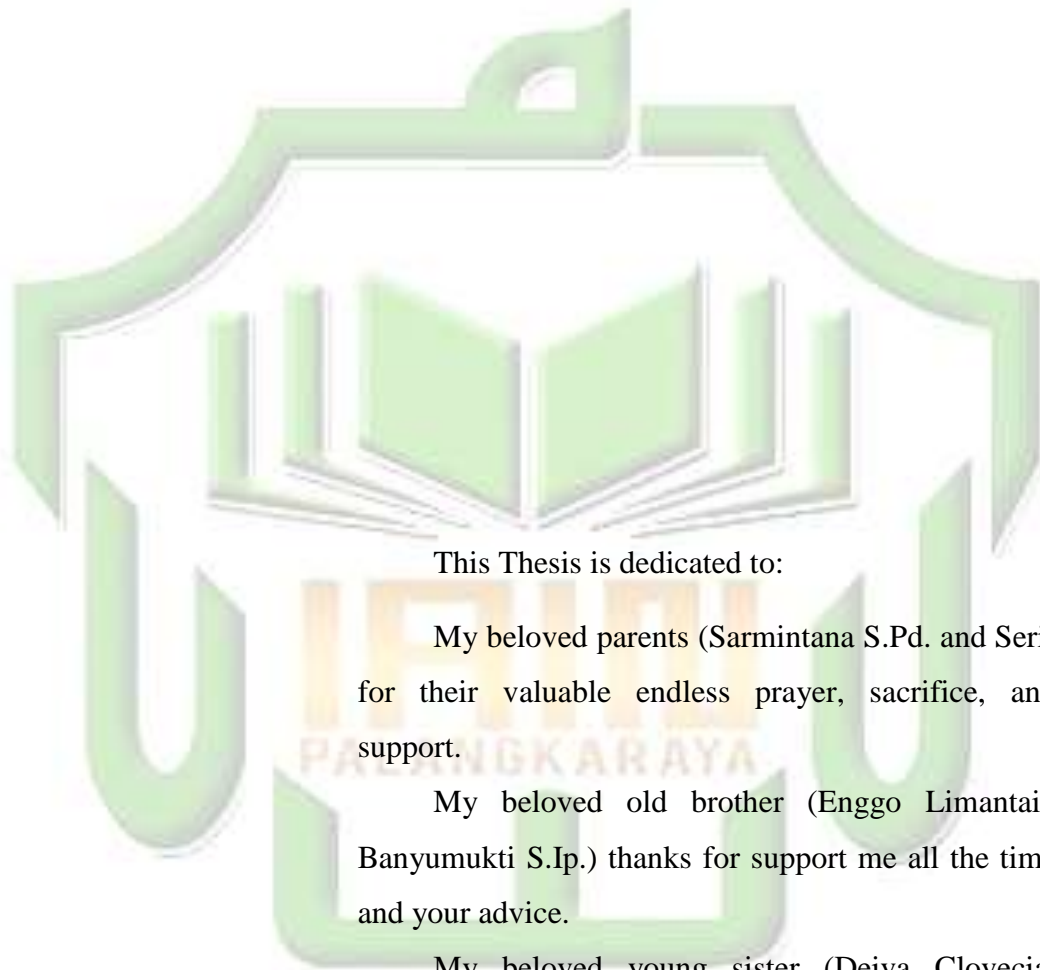 This Thesis is dedicated to:
My beloved parents (Sarmintana S.Pd. and Seri
for their valuable endless prayer, sacrifice, an
support.
IAIN
PALANGKARAYA
My beloved old brother (Enggo Limantai
Banyumukti S.Ip.) thanks for support me all the tim
and your advice.
My beloved young sister (Deiva Clovecia